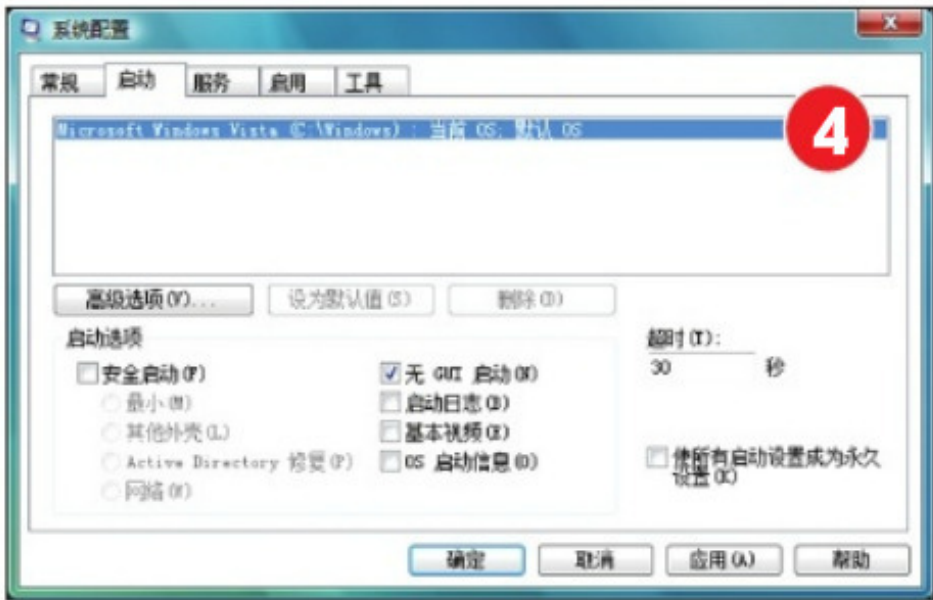 系统配置
常规 启动 服务 启用 工具
4
Microsoft Windows Vista (C:\Windows) : 当前 OS; 默认 OS
高级选项(V)... 设为默认值(S) 删除(D)
启动选项
超时(T):
安全启动(F) 无 GUI 启动(N) 30 秒
最小(M) 启动日志(B)
其他外壳(L) 基本视频(E)
Active Directory 修复(P) OS 启动信息(O) 使所有启动设置成为永久
设置(K)
网络(W)
确定 取消 应用(A) 帮助